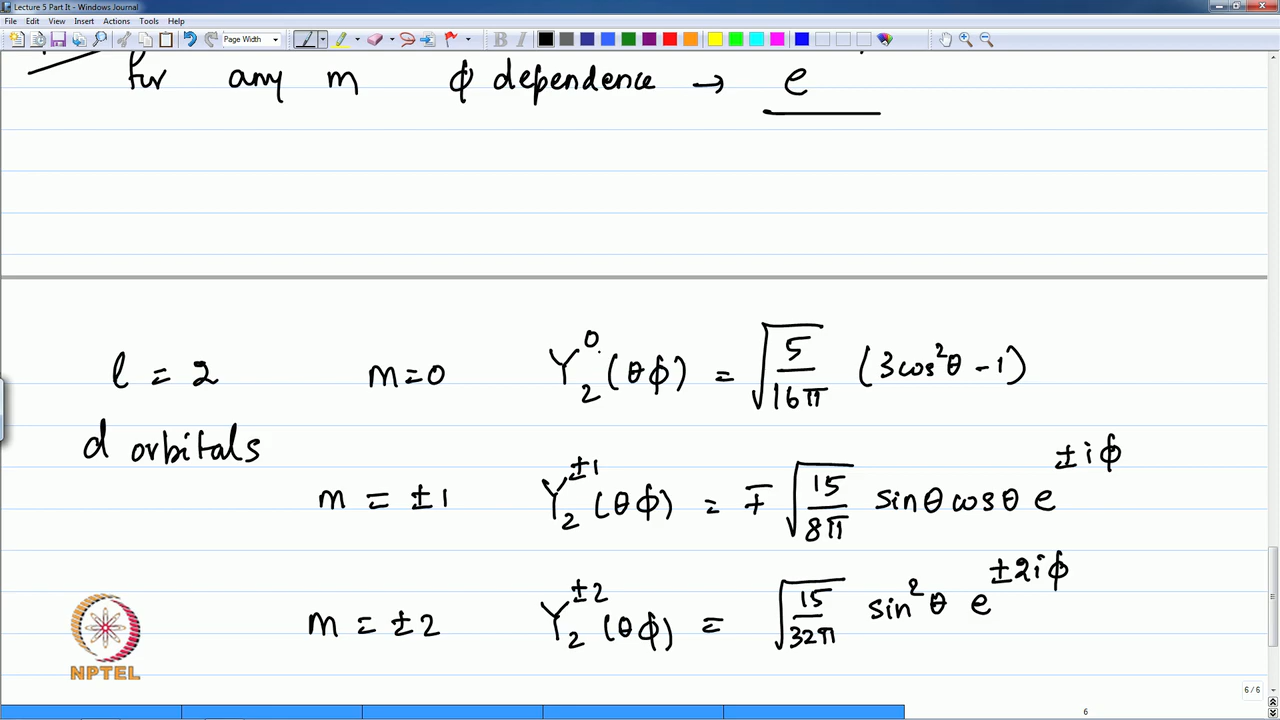 Lecture 5 Part It - Windows Journal
File Edit View Insert Actions Tools Help
Page Width
B I
for any m φ dependence → e
l = 2 m=0 Y₂⁰(θφ) = √(5/16π) (3cos²θ -1)
d orbitals
m = ±1 Y₂^±1(θφ) = ∓ √(15/8π) sinθ cosθ e^±iφ
m = ±2 Y₂^±2(θφ) = √(15/32π) sin²θ e^±2iφ
NPTEL
6 / 6
6